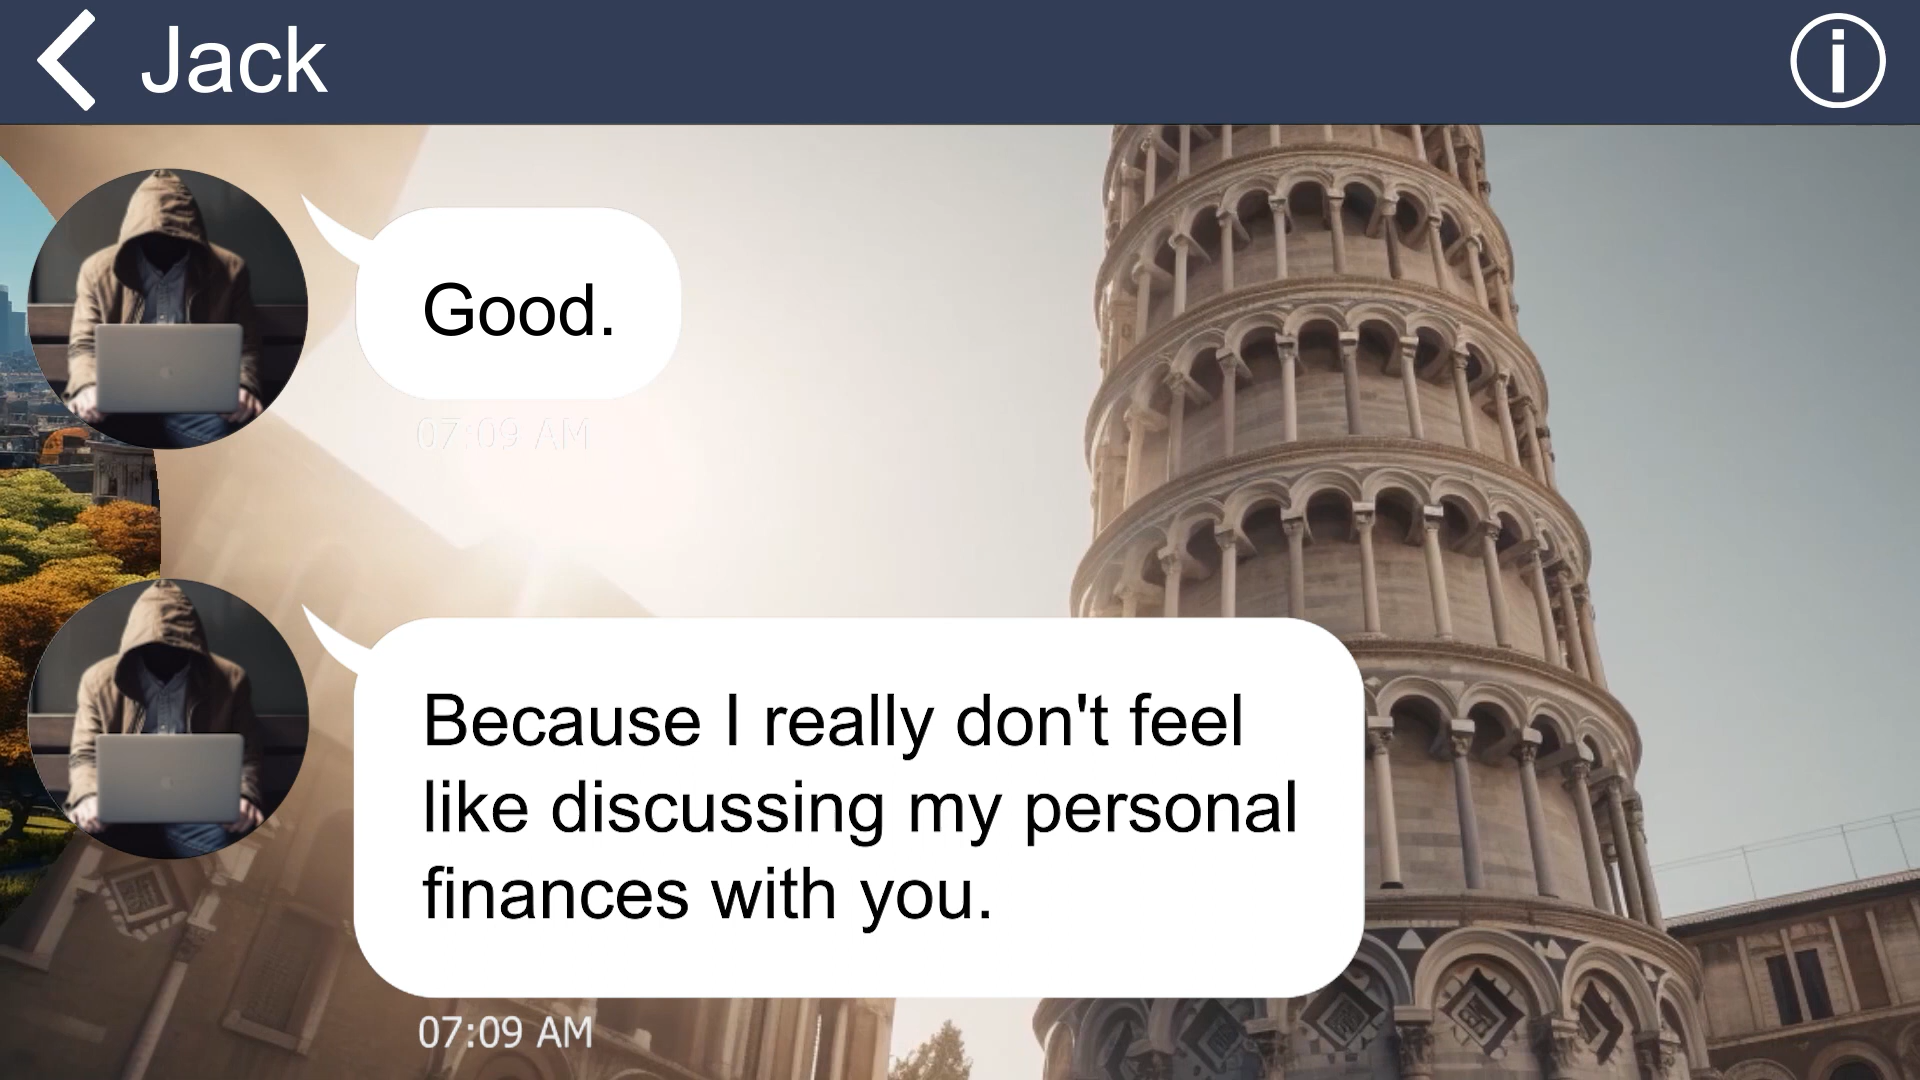 Jack
Good.
07:09 AM
Because I really don't feel
like discussing my personal
finances with you.
07:09 AM